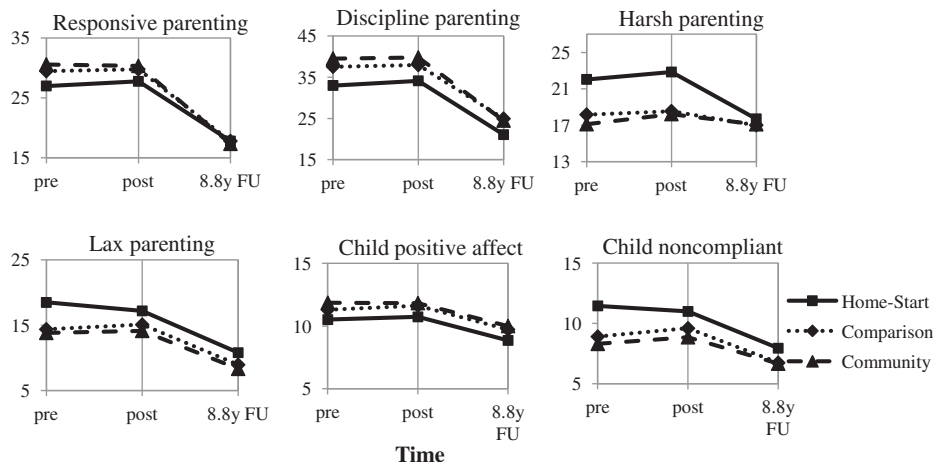 Responsive parenting
35
25
15
pre post 8.8y FU
Discipline parenting
45
35
25
15
pre post 8.8y FU
Harsh parenting
25
21
17
13
pre post 8.8y FU
Lax parenting
25
15
5
pre post 8.8y FU
Child positive affect
15
10
5
pre post 8.8y
FU
Child noncompliant
15
10
5
pre post 8.8y
FU
Home-Start
Comparison
Community
Time